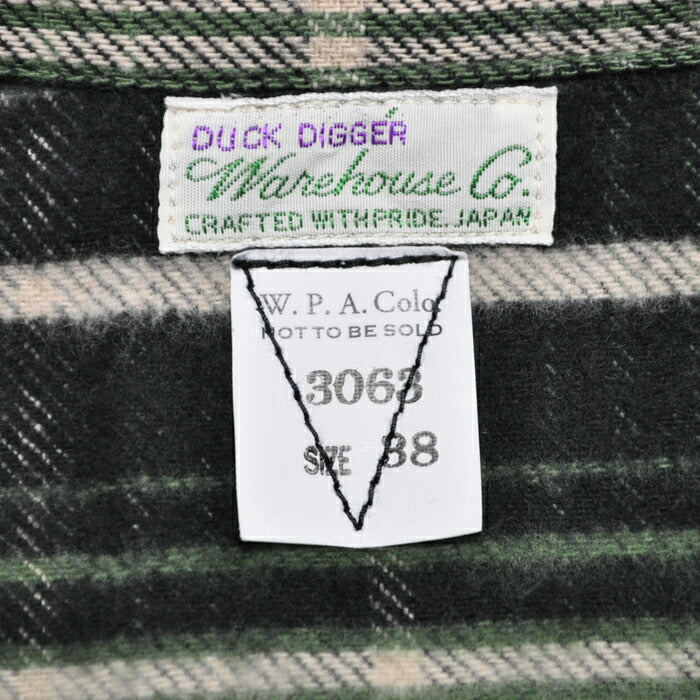 DUCK DIGGER
Warehouse Co.
CRAFTED WITH PRIDE. JAPAN
W. P. A. Colo
NOT TO BE SOLD
3063
SIZE 38